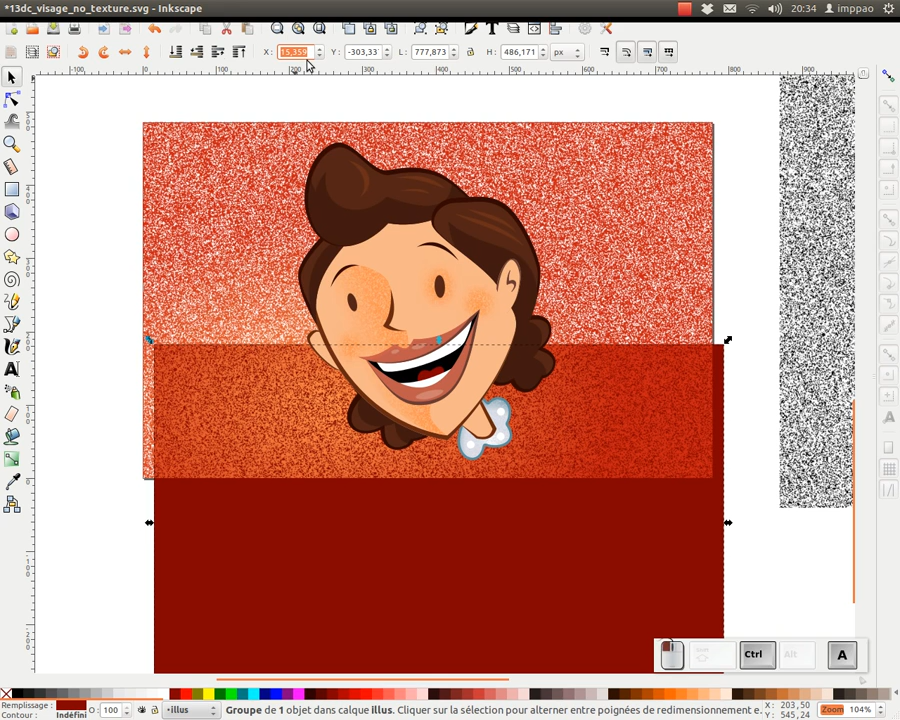 *13dc_visage_no_texture.svg - Inkscape
20:34 imppao
X: 15,359 Y: -303,33 L: 777,873 H: 486,171 px
-100 0 100 200 300 400 500 600 700 800 900
Ctrl Alt A
Remplissage : O: 100 •illus Groupe de 1 objet dans calque illus. Cliquer sur la sélection pour alterner entre poignées de redimensionnement e. X: 203,50 Zoom 104%
Contour : Indéfini Y: 545,24